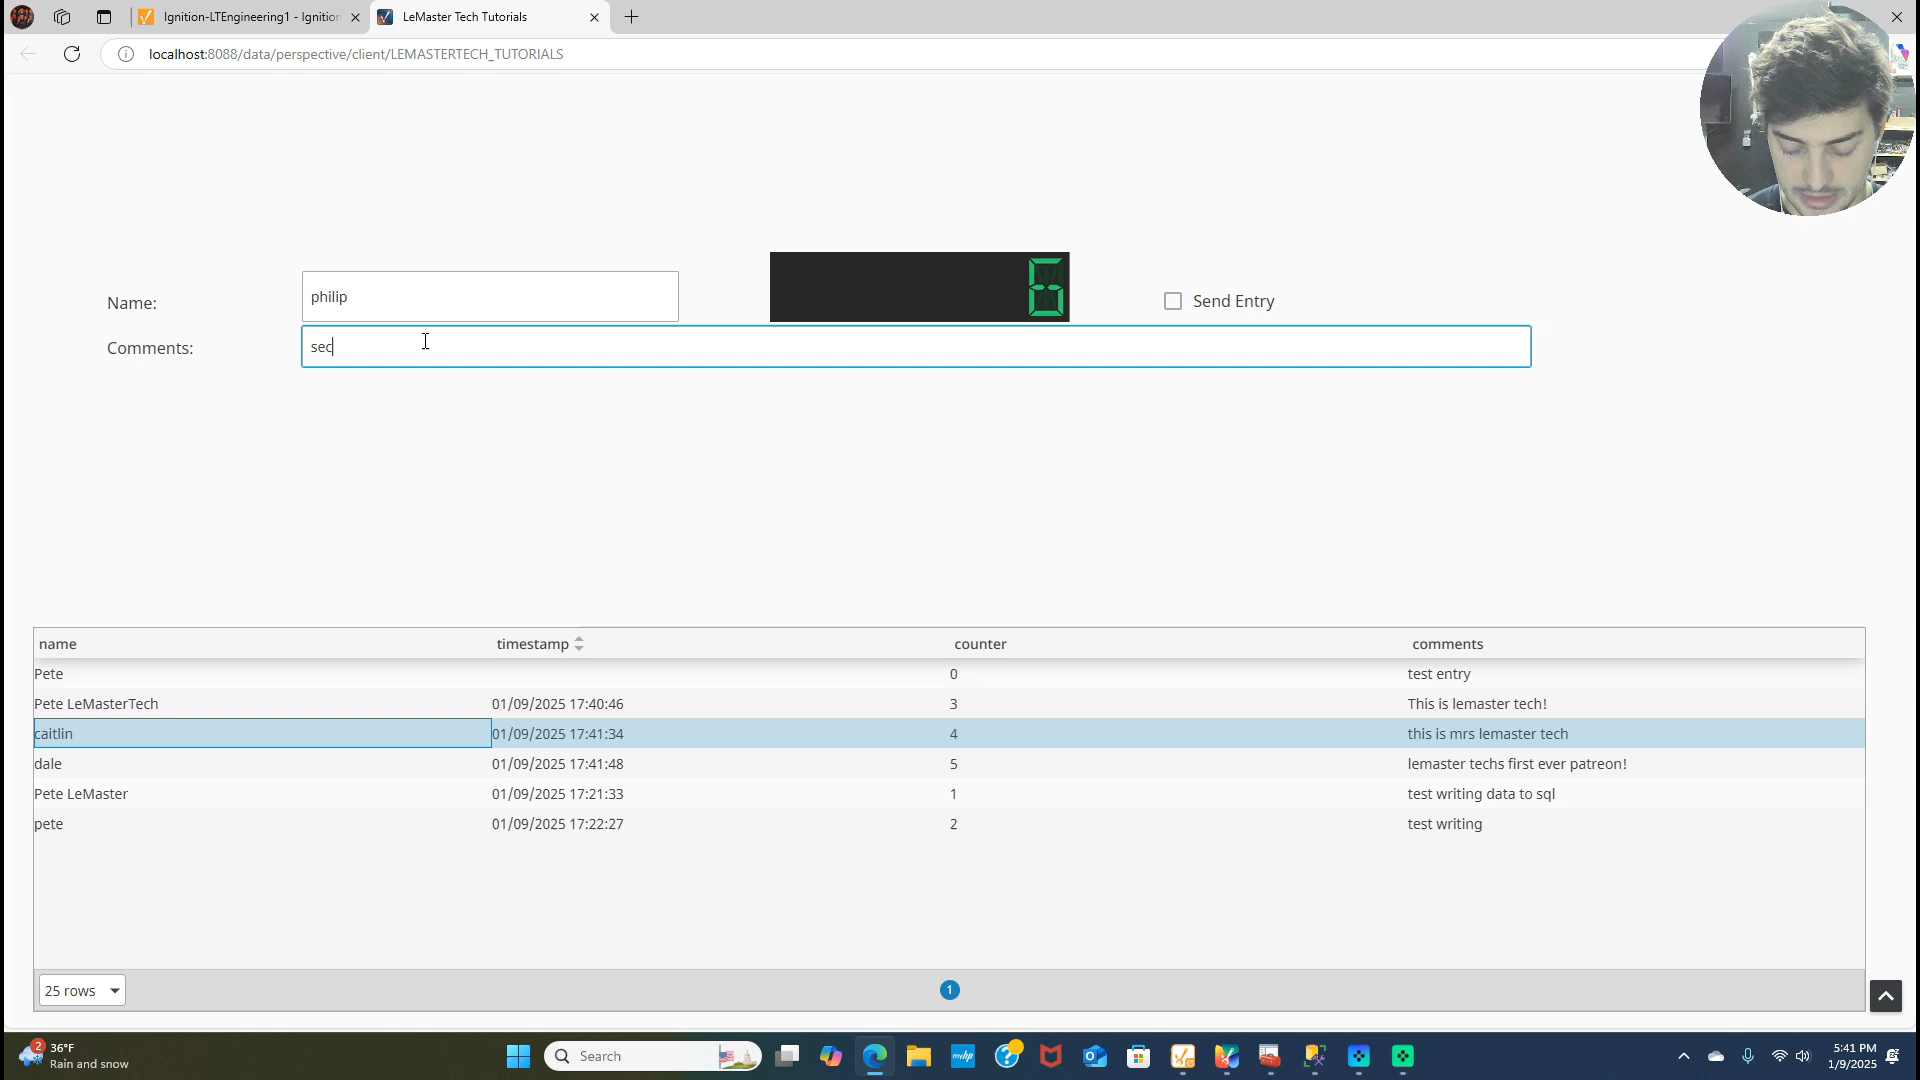 Ignition-LTEngineering1 - Ignition
LeMaster Tech Tutorials
localhost:8088/data/perspective/client/LEMASTERTECH_TUTORIALS
Name:
philip
6
Send Entry
Comments:
sec
name timestamp counter comments
Pete 0 test entry
Pete LeMasterTech 01/09/2025 17:40:46 3 This is lemaster tech!
caitlin 01/09/2025 17:41:34 4 this is mrs lemaster tech
dale 01/09/2025 17:41:48 5 lemaster techs first ever patreon!
Pete LeMaster 01/09/2025 17:21:33 1 test writing data to sql
pete 01/09/2025 17:22:27 2 test writing
25 rows
1
2
36°F
Rain and snow
Search
myhp
5:41 PM
1/9/2025